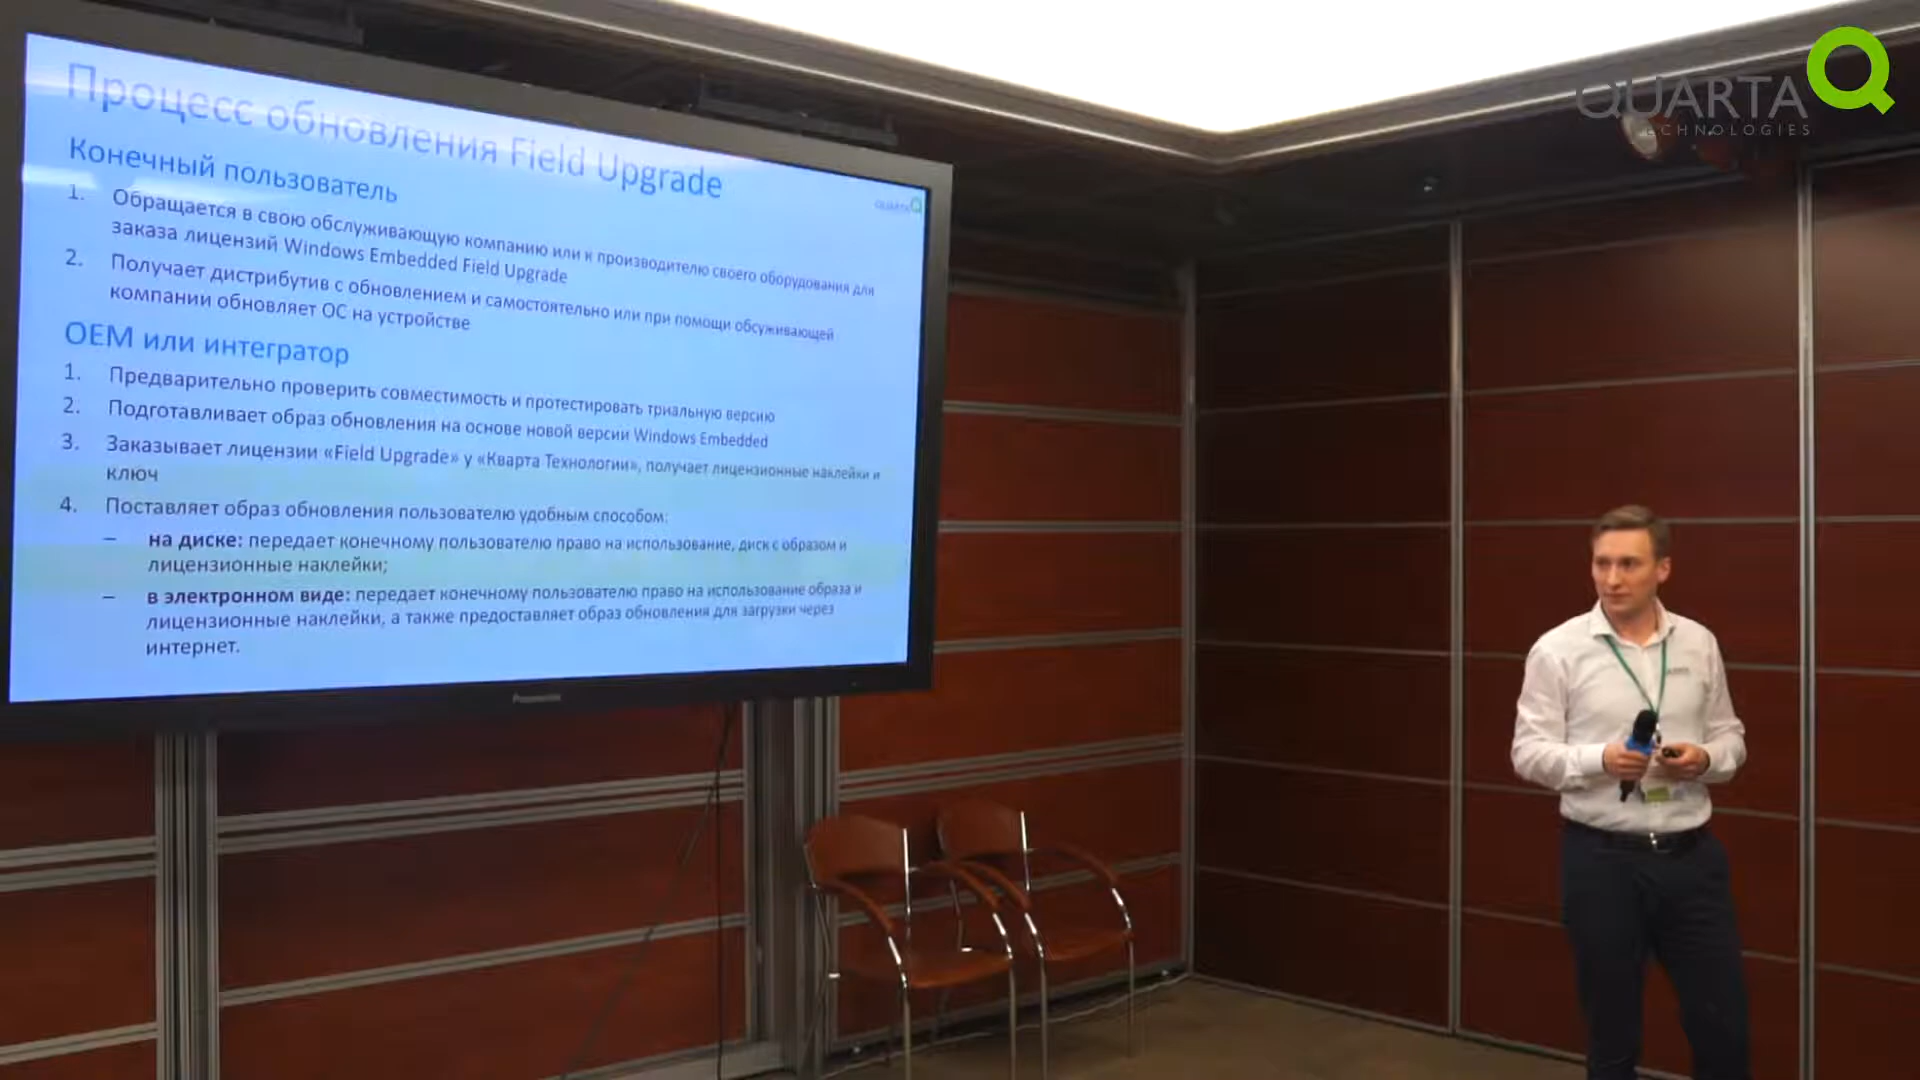 QUARTA
TECHNOLOGIES
Процесс обновления Field Upgrade
QUARTA
Конечный пользователь
1. Обращается в свою обслуживающую компанию или к производителю своего оборудования для
заказа лицензий Windows Embedded Field Upgrade
2. Получает дистрибутив с обновлением и самостоятельно или при помощи обсуживающей
компании обновляет ОС на устройстве
OEM или интегратор
1. Предварительно проверить совместимость и протестировать триальную версию
2. Подготавливает образ обновления на основе новой версии Windows Embedded
3. Заказывает лицензии «Field Upgrade» у «Кварта Технологии», получает лицензионные наклейки и
ключ
4. Поставляет образ обновления пользователю удобным способом:
– на диске: передает конечному пользователю право на использование, диск с образом и
лицензионные наклейки;
– в электронном виде: передает конечному пользователю право на использование образа и
лицензионные наклейки, а также предоставляет образ обновления для загрузки через
интернет.
Panasonic